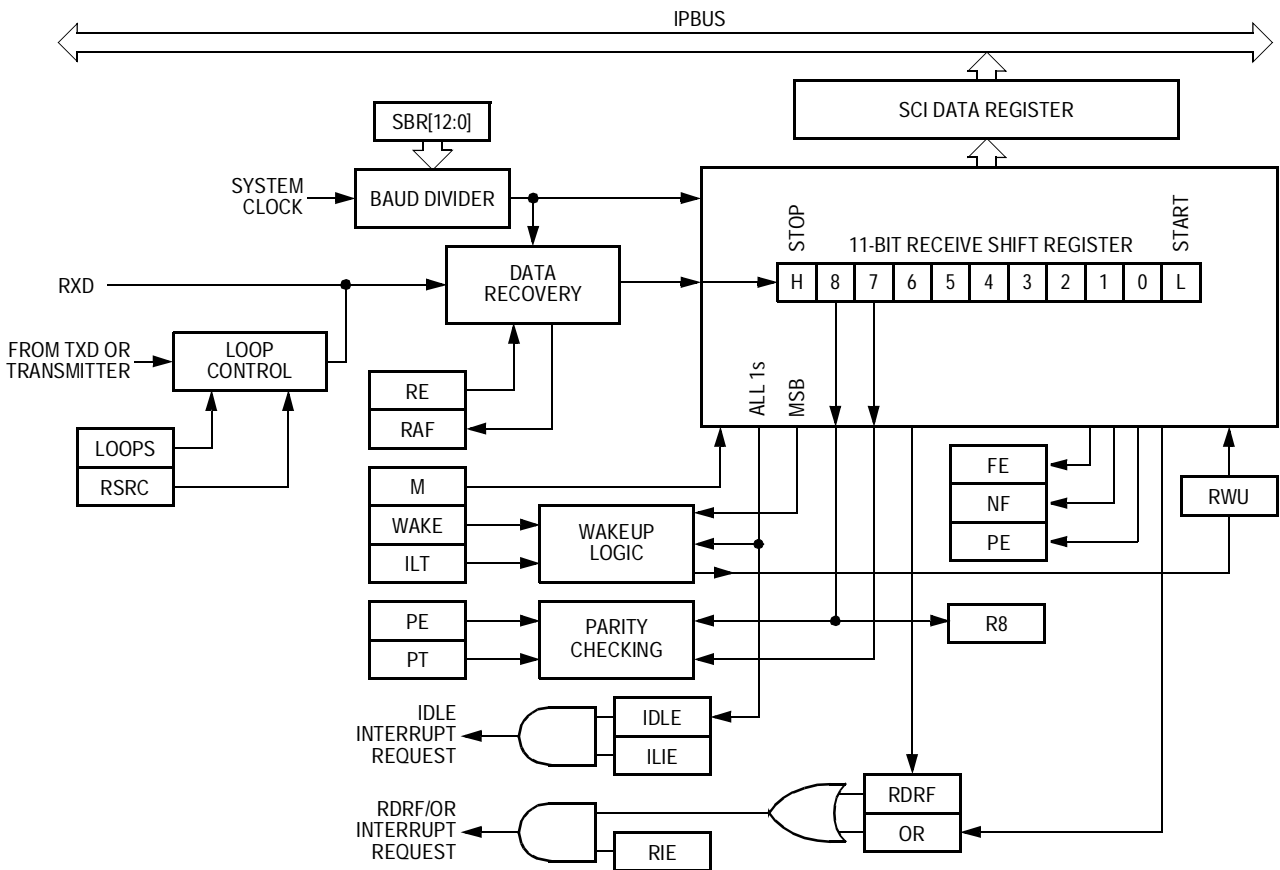 IPBUS
SCI DATA REGISTER
SBR[12:0]
SYSTEM
CLOCK
BAUD DIVIDER
STOP
11-BIT RECEIVE SHIFT REGISTER
START
H 8 7 6 5 4 3 2 1 0 L
RXD
DATA
RECOVERY
FROM TXD OR
TRANSMITTER
LOOP
CONTROL
ALL 1s
MSB
RE
RAF
LOOPS
RSRC
M
WAKE
ILT
WAKEUP
LOGIC
FE
NF
PE
RWU
PE
PT
PARITY
CHECKING
R8
IDLE
INTERRUPT
REQUEST
IDLE
ILIE
RDRF/OR
INTERRUPT
REQUEST
RIE
RDRF
OR